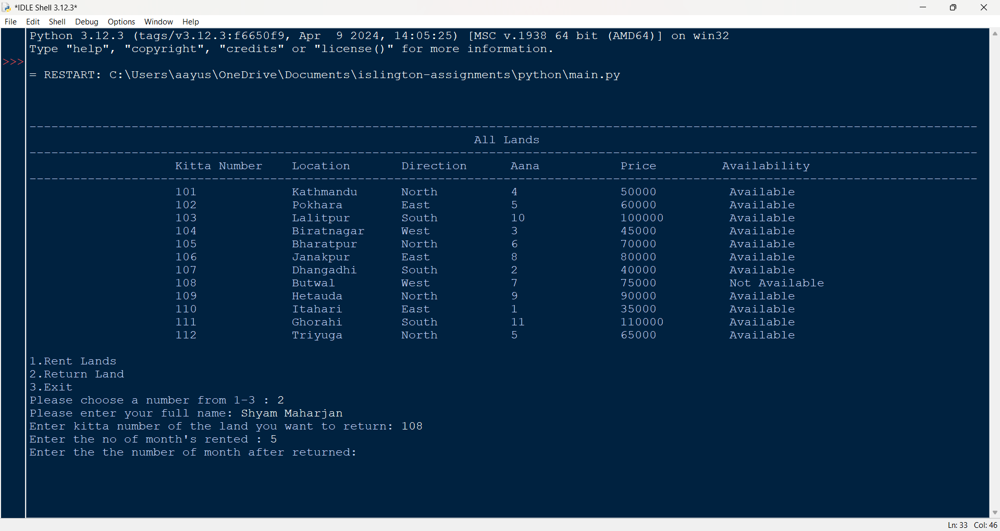 *IDLE Shell 3.12.3*
File Edit Shell Debug Options Window Help
Python 3.12.3 (tags/v3.12.3:f6650f9, Apr  9 2024, 14:05:25) [MSC v.1938 64 bit (AMD64)] on win32
Type "help", "copyright", "credits" or "license()" for more information.
>>>
= RESTART: C:\Users\aayus\OneDrive\Documents\islington-assignments\python\main.py
All Lands
Kitta Number Location Direction Aana Price Availability
101 Kathmandu North 4 50000 Available
102 Pokhara East 5 60000 Available
103 Lalitpur South 10 100000 Available
104 Biratnagar West 3 45000 Available
105 Bharatpur North 6 70000 Available
106 Janakpur East 8 80000 Available
107 Dhangadhi South 2 40000 Available
108 Butwal West 7 75000 Not Available
109 Hetauda North 9 90000 Available
110 Itahari East 1 35000 Available
111 Ghorahi South 11 110000 Available
112 Triyuga North 5 65000 Available
1.Rent Lands
2.Return Land
3.Exit
Please choose a number from 1-3 : 2
Please enter your full name: Shyam Maharjan
Enter kitta number of the land you want to return: 108
Enter the no of month's rented : 5
Enter the the number of month after returned:
Ln: 33 Col: 46